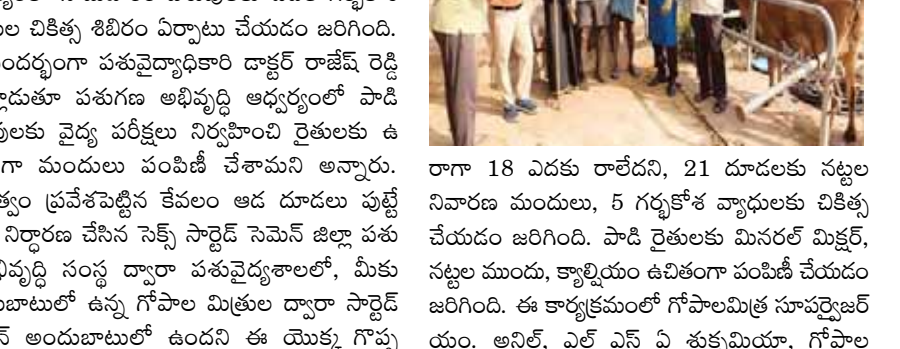 చికిత్స శిబిరం ఏర్పాటు చేయడం జరిగింది.
పశువైద్యాధికారి డాక్టర్ రాజేష్ రెడ్డి
పశుగణ అభివృద్ధి ఆధ్వర్యంలో పాడి
వైద్య పరీక్షలు నిర్వహించి రైతులకు ఉ
మందులు పంపిణీ చేశామని అన్నారు.
ప్రవేశపెట్టిన కేవలం ఆడ దూడలు పుట్టే
నిర్ధారణ చేసిన సెక్స్ సార్టెడ్ సెమెన్ జిల్లా పశు
సంస్థ ద్వారా పశువైద్యశాలలో, మీకు
ఉన్న గోపాల మిత్రుల ద్వారా సార్టెడ్
అందుబాటులో ఉందని ఈ యొక్క గొప్ప
రాగా 18 ఎదకు రాలేదని, 21 దూడలకు నట్టల
నివారణ మందులు, 5 గర్భకోశ వ్యాధులకు చికిత్స
చేయడం జరిగింది. పాడి రైతులకు మినరల్ మిక్షర్,
నట్టల ముందు, క్యాల్షియం ఉచితంగా పంపిణీ చేయడం
జరిగింది. ఈ కార్యక్రమంలో గోపాలమిత్ర సూపర్వైజర్
యం. అనిల్, ఎల్ ఎస్ ఏ శుక్రమియా, గోపాల